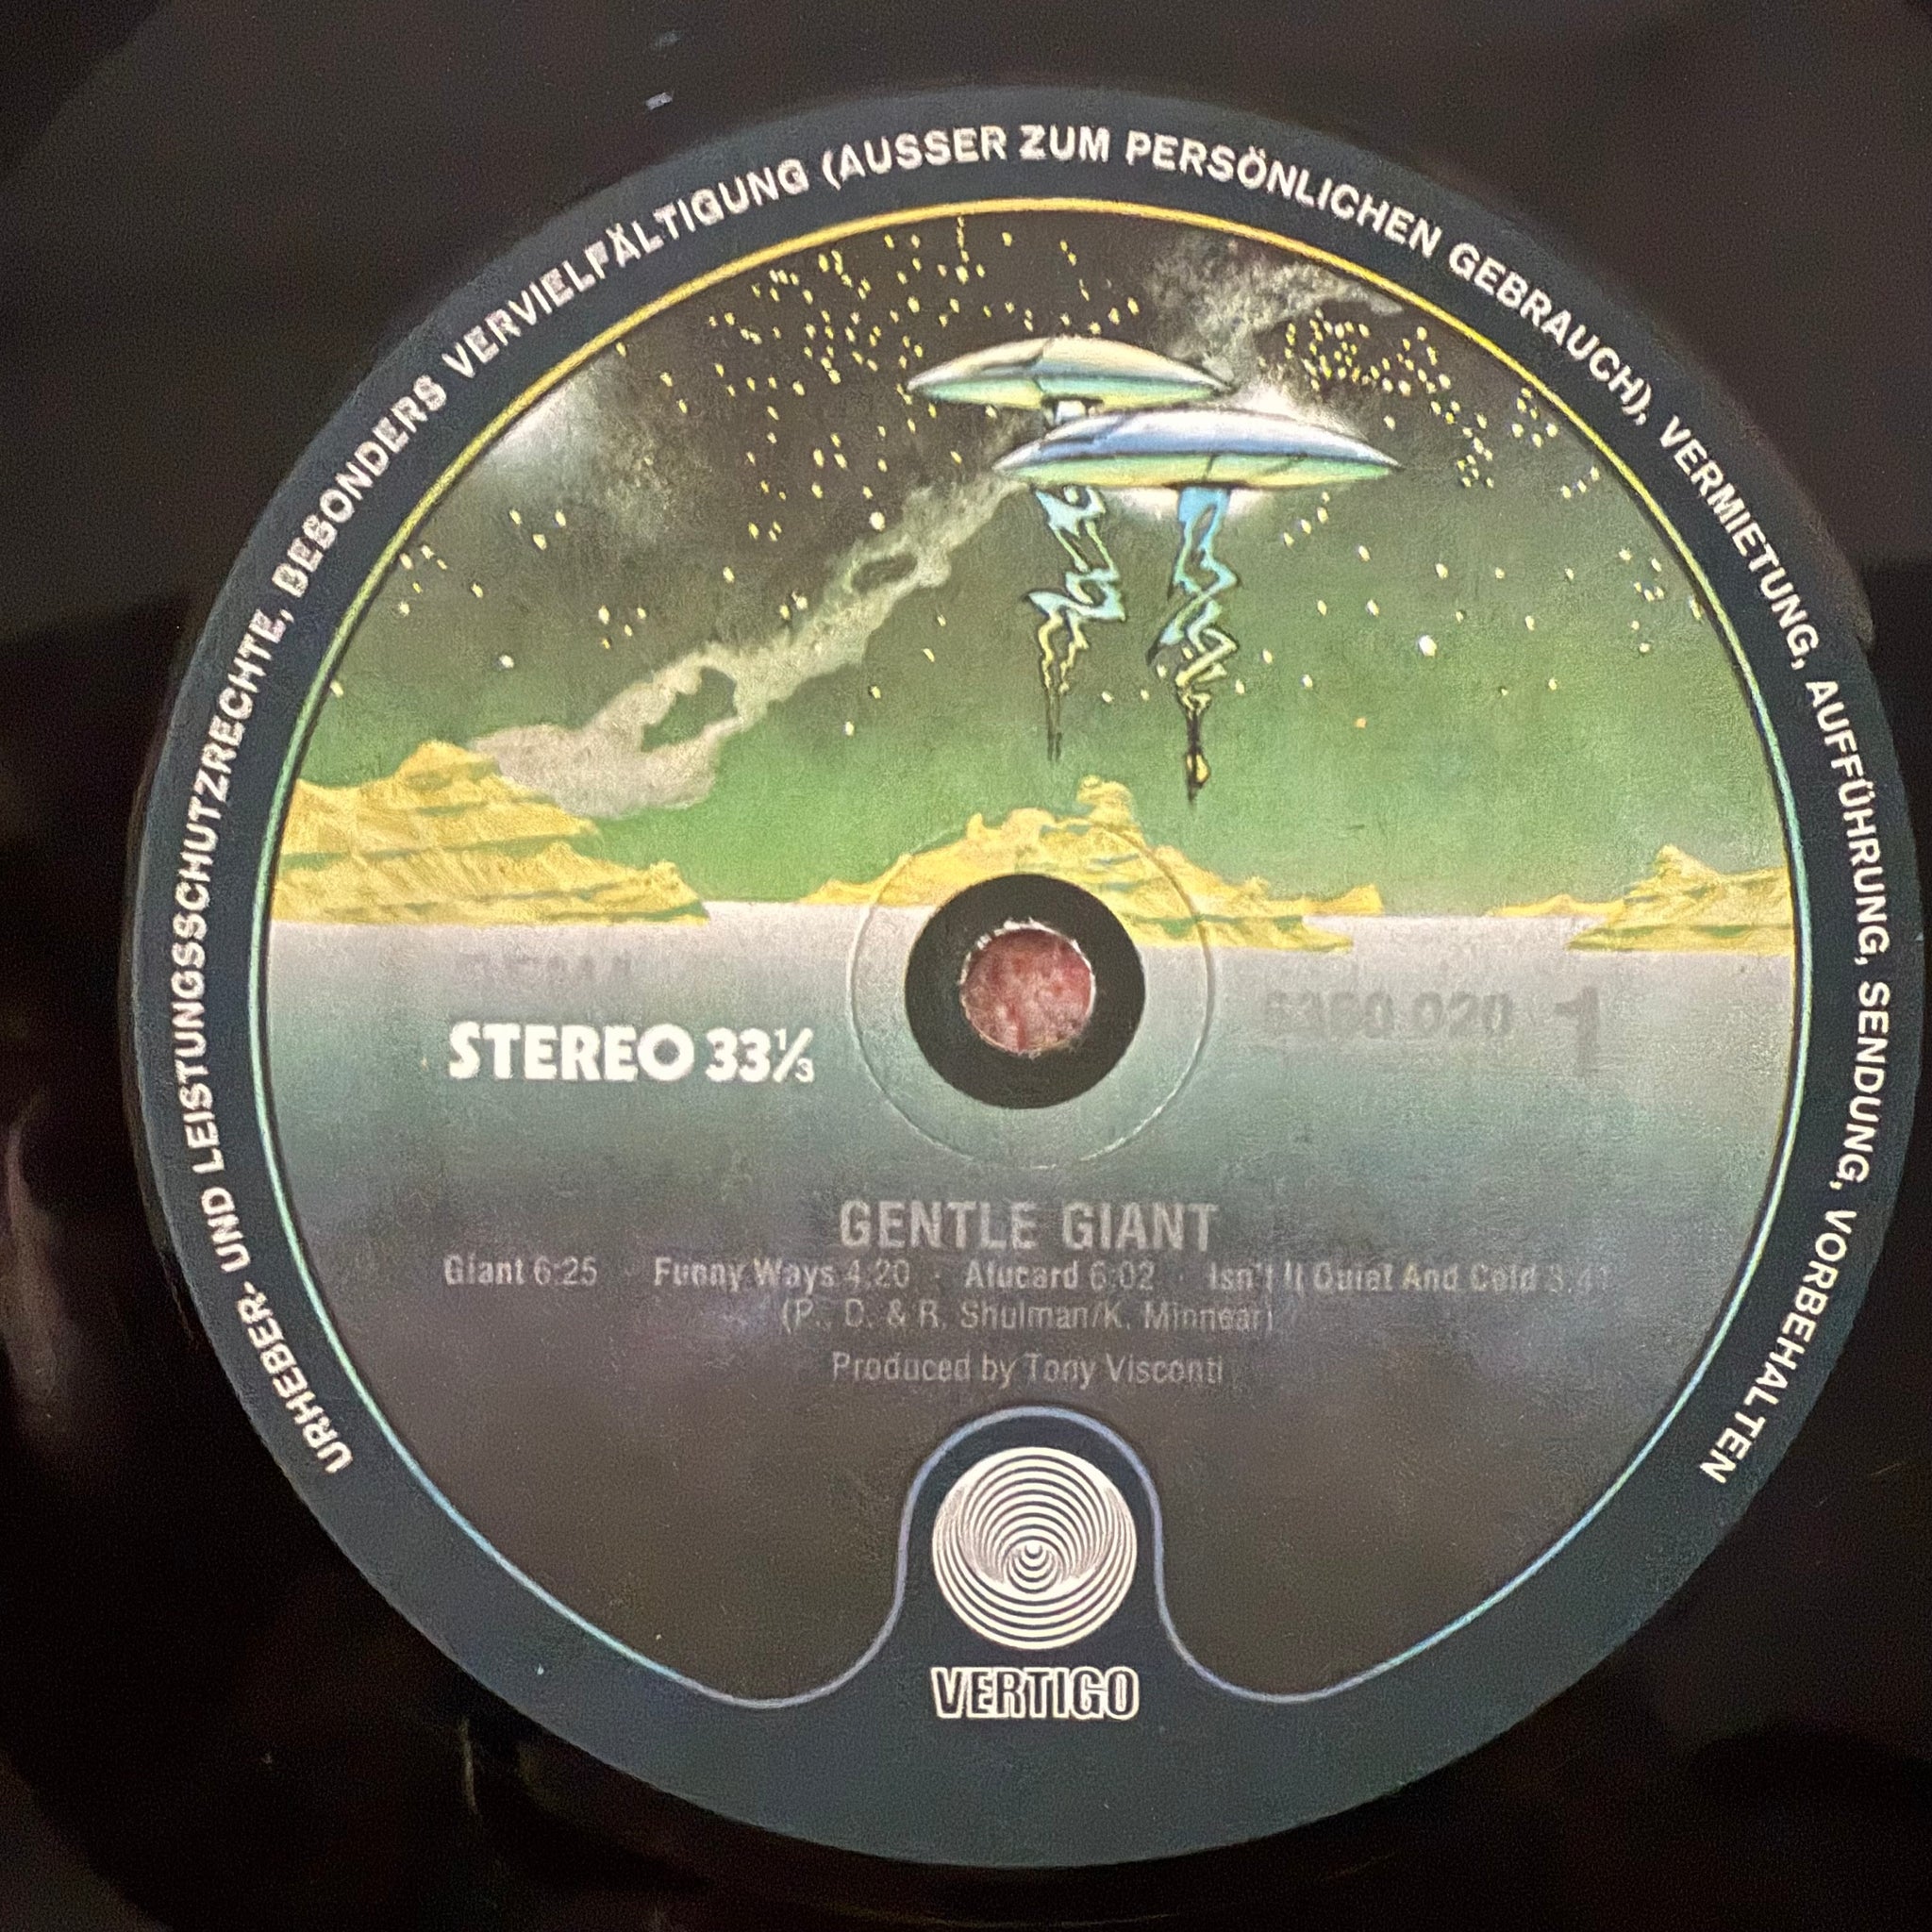 URHEBER- UND LEISTUNGSSCHUTZRECHTE, BESONDERS VERVIELFÄLTIGUNG (AUSSER ZUM PERSÖNLICHEN GEBRAUCH), VERMIETUNG, AUFFÜHRUNG, SENDUNG, VORBEHALTEN
STEREO 33⅓
6360 020 1
GENTLE GIANT
Giant 6:25 · Funny Ways 4:20 · Alucard 6:02 · Isn't It Quiet And Cold 3:41
(P., D. & R. Shulman/K. Minnear)
Produced by Tony Visconti
VERTIGO